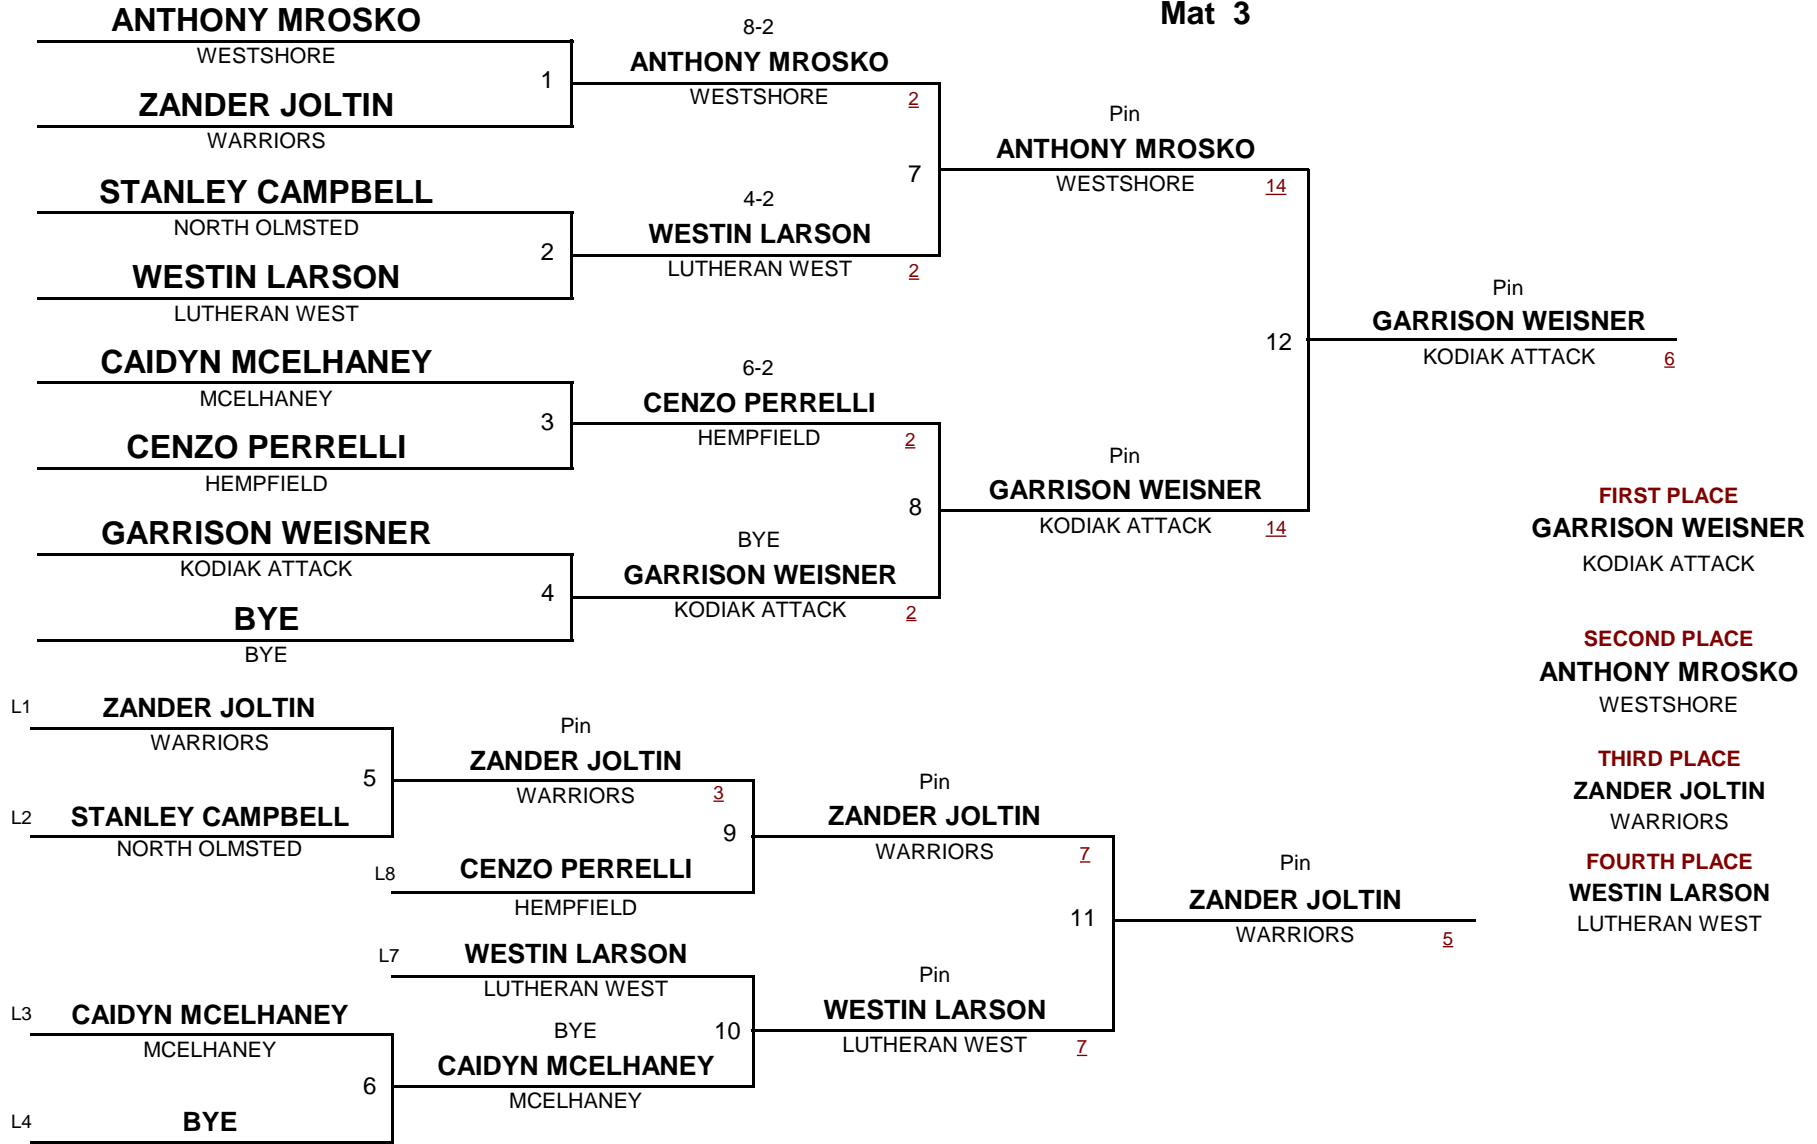 Mat 3
ANTHONY MROSKO
WESTSHORE
1
ZANDER JOLTIN
WARRIORS
STANLEY CAMPBELL
NORTH OLMSTED
2
WESTIN LARSON
LUTHERAN WEST
CAIDYN MCELHANEY
MCELHANEY
3
CENZO PERRELLI
HEMPFIELD
GARRISON WEISNER
KODIAK ATTACK
4
BYE
BYE
8-2
ANTHONY MROSKO
WESTSHORE 2
7
4-2
WESTIN LARSON
LUTHERAN WEST 2
6-2
CENZO PERRELLI
HEMPFIELD 2
8
BYE
GARRISON WEISNER
KODIAK ATTACK 2
Pin
ANTHONY MROSKO
WESTSHORE 14
12
Pin
GARRISON WEISNER
KODIAK ATTACK 14
Pin
GARRISON WEISNER
KODIAK ATTACK 6
FIRST PLACE
GARRISON WEISNER
KODIAK ATTACK
SECOND PLACE
ANTHONY MROSKO
WESTSHORE
THIRD PLACE
ZANDER JOLTIN
WARRIORS
FOURTH PLACE
WESTIN LARSON
LUTHERAN WEST
L1 ZANDER JOLTIN
WARRIORS
5
L2 STANLEY CAMPBELL
NORTH OLMSTED
L3 CAIDYN MCELHANEY
MCELHANEY
6
L4 BYE
Pin
ZANDER JOLTIN
WARRIORS 3
9
L8 CENZO PERRELLI
HEMPFIELD
L7 WESTIN LARSON
LUTHERAN WEST
BYE 10
CAIDYN MCELHANEY
MCELHANEY
Pin
ZANDER JOLTIN
WARRIORS 7
11
Pin
WESTIN LARSON
LUTHERAN WEST 7
Pin
ZANDER JOLTIN
WARRIORS 5